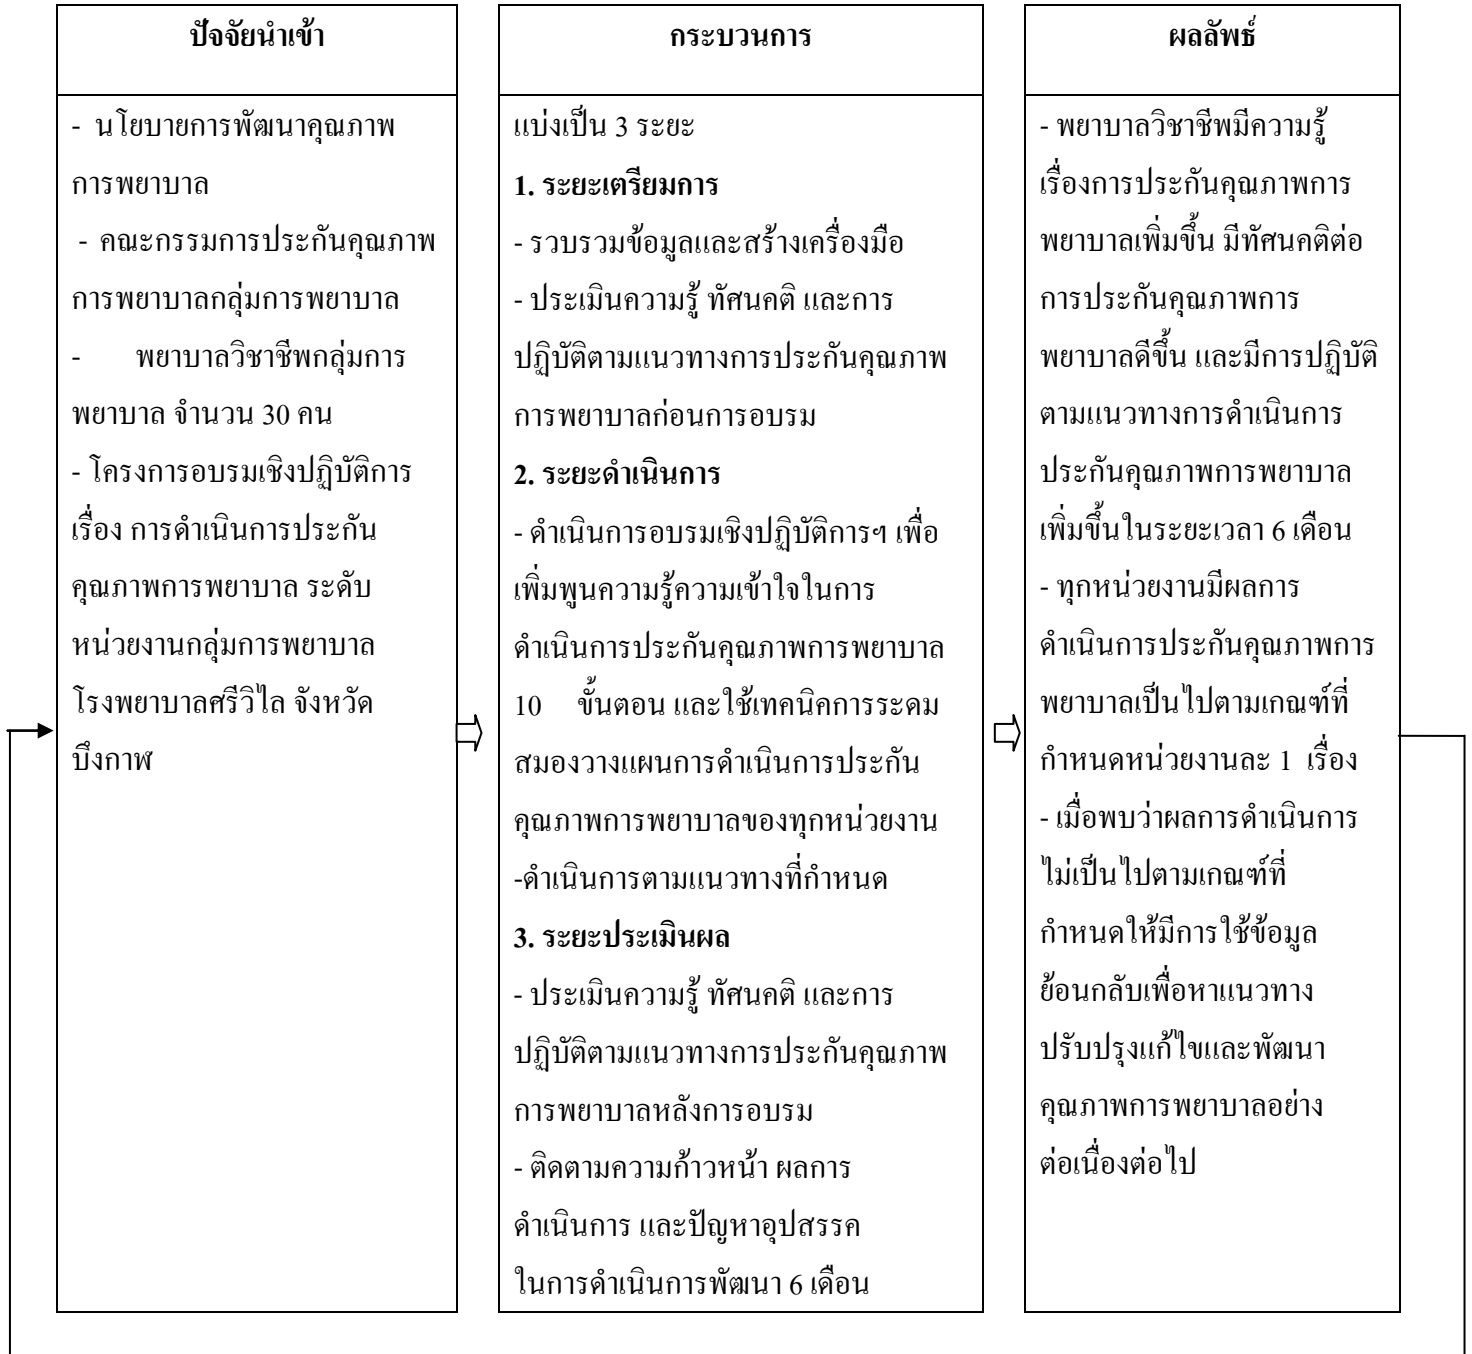 ปัจจัยนำเข้า
- นโยบายการพัฒนาคุณภาพ
การพยาบาล
- คณะกรรมการประกันคุณภาพ
การพยาบาลกลุ่มการพยาบาล
- พยาบาลวิชาชีพกลุ่มการ
พยาบาล จำนวน 30 คน
- โครงการอบรมเชิงปฏิบัติการ
เรื่อง การดำเนินการประกัน
คุณภาพการพยาบาล ระดับ
หน่วยงานกลุ่มการพยาบาล
โรงพยาบาลศรีวิไล จังหวัด
บึงกาฬ
กระบวนการ
แบ่งเป็น 3 ระยะ
1. ระยะเตรียมการ
- รวบรวมข้อมูลและสร้างเครื่องมือ
- ประเมินความรู้ ทัศนคติ และการ
ปฏิบัติตามแนวทางการประกันคุณภาพ
การพยาบาลก่อนการอบรม
2. ระยะดำเนินการ
- ดำเนินการอบรมเชิงปฏิบัติการฯ เพื่อ
เพิ่มพูนความรู้ความเข้าใจในการ
ดำเนินการประกันคุณภาพการพยาบาล
10 ขั้นตอน และใช้เทคนิคการระดม
สมองวางแผนการดำเนินการประกัน
คุณภาพการพยาบาลของทุกหน่วยงาน
-ดำเนินการตามแนวทางที่กำหนด
3. ระยะประเมินผล
- ประเมินความรู้ ทัศนคติ และการ
ปฏิบัติตามแนวทางการประกันคุณภาพ
การพยาบาลหลังการอบรม
- ติดตามความก้าวหน้า ผลการ
ดำเนินการ และปัญหาอุปสรรค
ในการดำเนินการพัฒนา 6 เดือน
ผลลัพธ์
- พยาบาลวิชาชีพมีความรู้
เรื่องการประกันคุณภาพการ
พยาบาลเพิ่มขึ้น มีทัศนคติต่อ
การประกันคุณภาพการ
พยาบาลดีขึ้น และมีการปฏิบัติ
ตามแนวทางการดำเนินการ
ประกันคุณภาพการพยาบาล
เพิ่มขึ้นในระยะเวลา 6 เดือน
- ทุกหน่วยงานมีผลการ
ดำเนินการประกันคุณภาพการ
พยาบาลเป็นไปตามเกณฑ์ที่
กำหนดหน่วยงานละ 1 เรื่อง
- เมื่อพบว่าผลการดำเนินการ
ไม่เป็นไปตามเกณฑ์ที่
กำหนดให้มีการใช้ข้อมูล
ย้อนกลับเพื่อหาแนวทาง
ปรับปรุงแก้ไขและพัฒนา
คุณภาพการพยาบาลอย่าง
ต่อเนื่องต่อไป